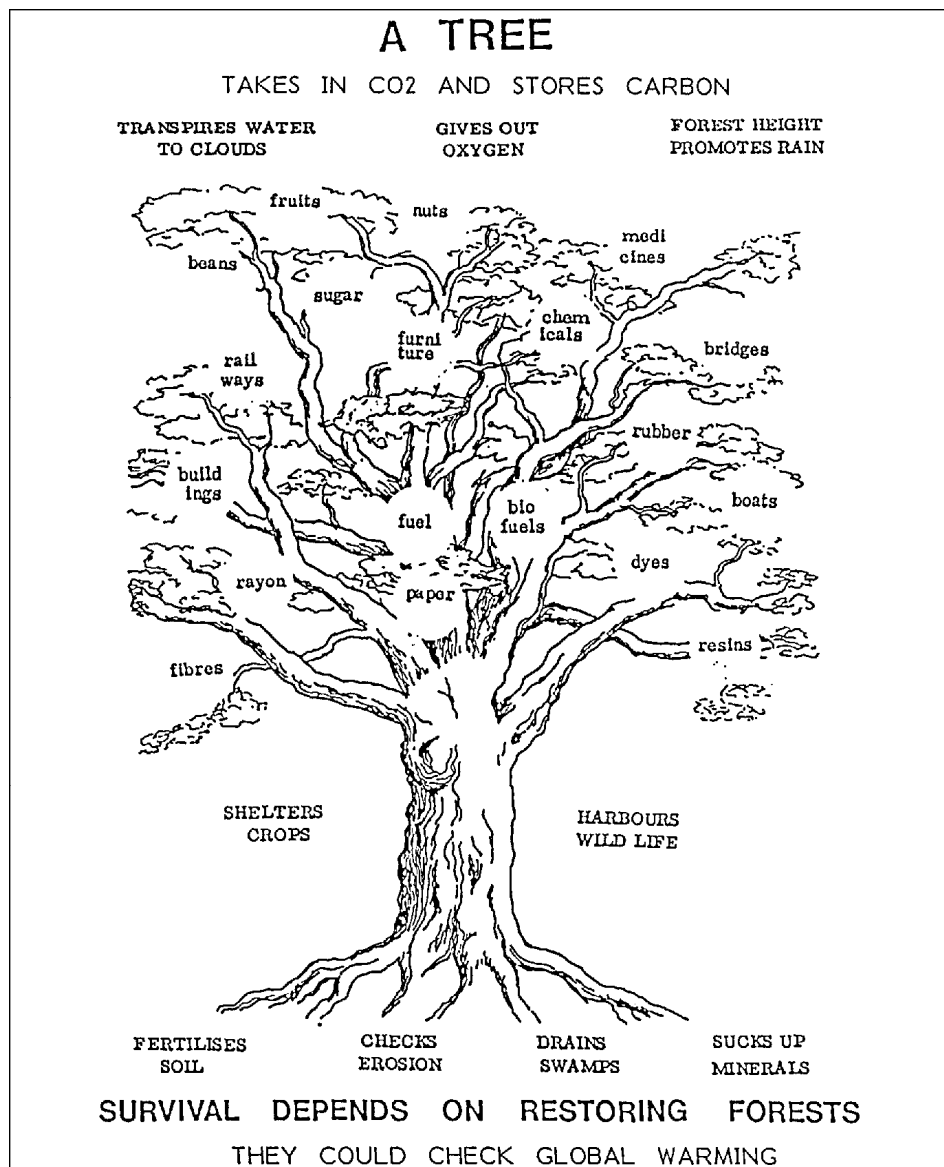 A TREE
TAKES IN CO2 AND STORES CARBON
TRANSPIRES WATER
TO CLOUDS
GIVES OUT
OXYGEN
FOREST HEIGHT
PROMOTES RAIN
fruits
nuts
beans
medi
cines
sugar
chem
icals
furni
ture
bridges
rail
ways
rubber
build
ings
boats
fuel
bio
fuels
dyes
rayon
paper
resins
fibres
SHELTERS
CROPS
HARBOURS
WILD LIFE
FERTILISES
SOIL
CHECKS
EROSION
DRAINS
SWAMPS
SUCKS UP
MINERALS
SURVIVAL DEPENDS ON RESTORING FORESTS
THEY COULD CHECK GLOBAL WARMING